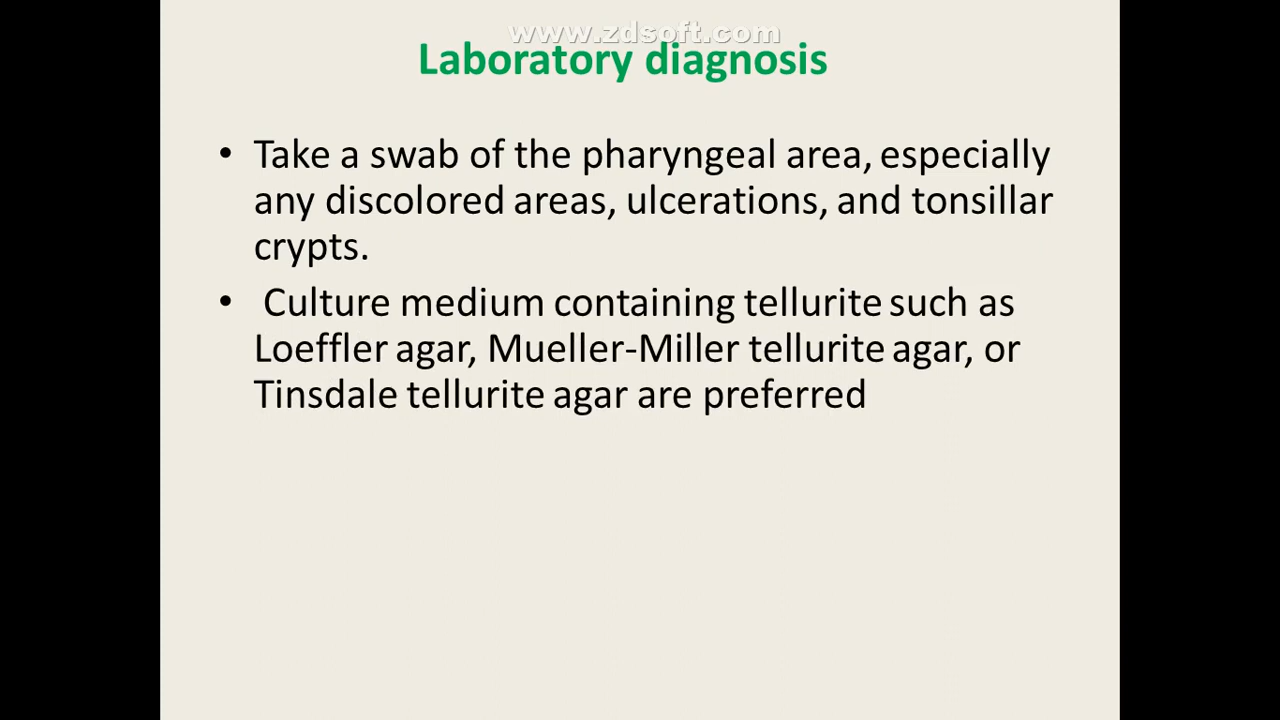 www.zdsoft.com
Laboratory diagnosis
• Take a swab of the pharyngeal area, especially
any discolored areas, ulcerations, and tonsillar
crypts.
• Culture medium containing tellurite such as
Loeffler agar, Mueller-Miller tellurite agar, or
Tinsdale tellurite agar are preferred